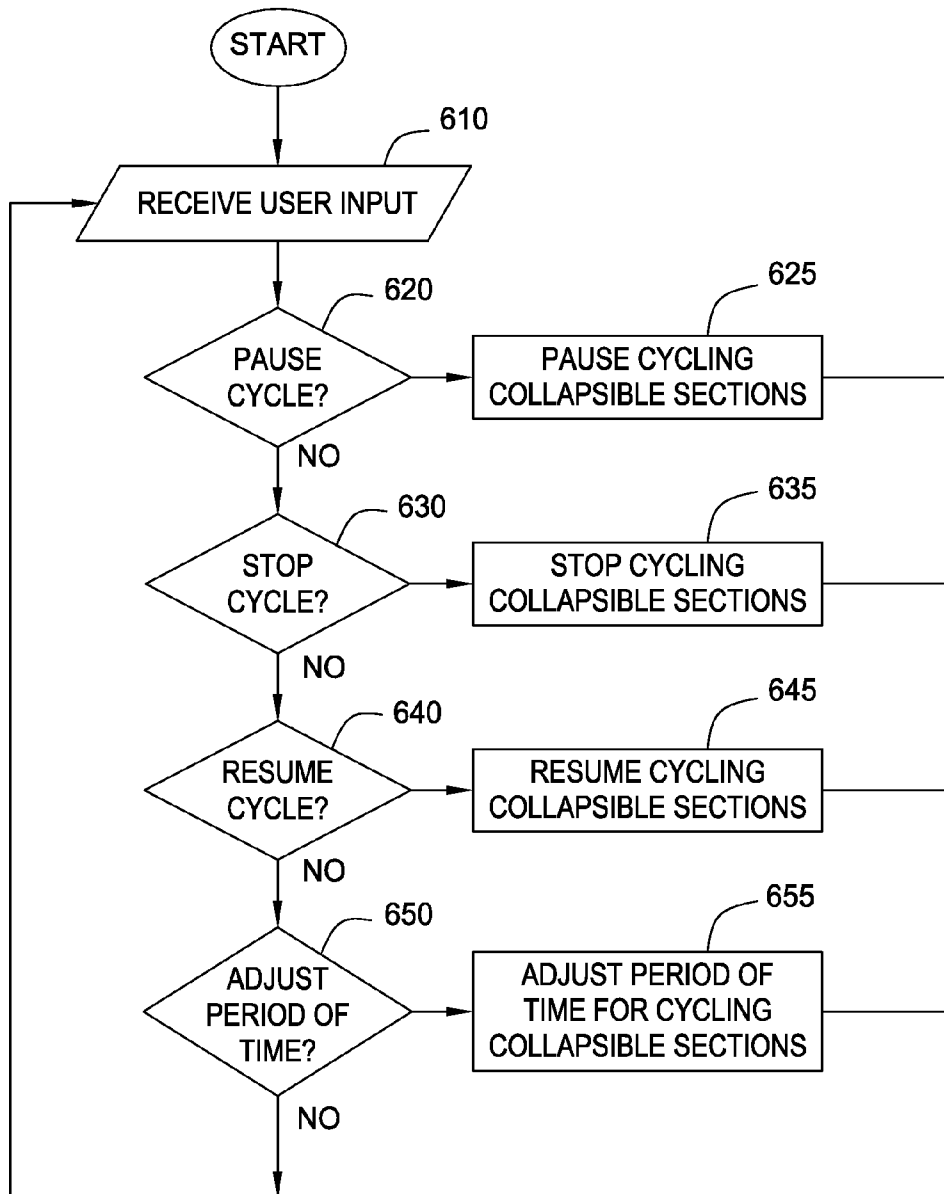 START
610
RECEIVE USER INPUT
620
625
PAUSE
CYCLE?
PAUSE CYCLING
COLLAPSIBLE SECTIONS
NO
630
635
STOP
CYCLE?
STOP CYCLING
COLLAPSIBLE SECTIONS
NO
640
645
RESUME
CYCLE?
RESUME CYCLING
COLLAPSIBLE SECTIONS
NO
650
655
ADJUST
PERIOD OF
TIME?
ADJUST PERIOD OF
TIME FOR CYCLING
COLLAPSIBLE SECTIONS
NO